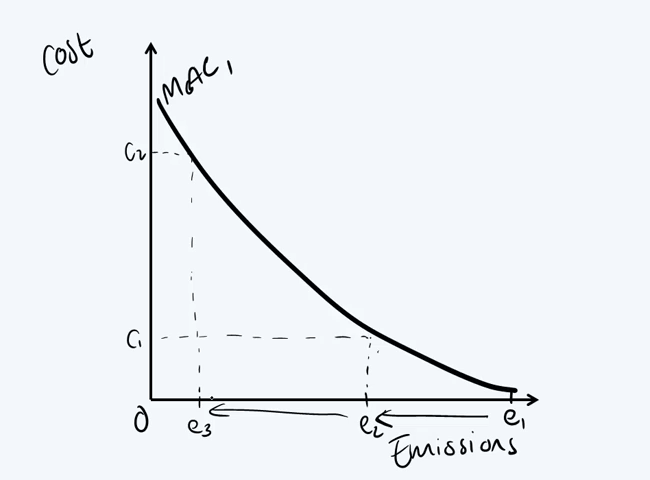 Cost
MAC₁
C₂
C₁
0
e₃
e₂
e₁
Emissions